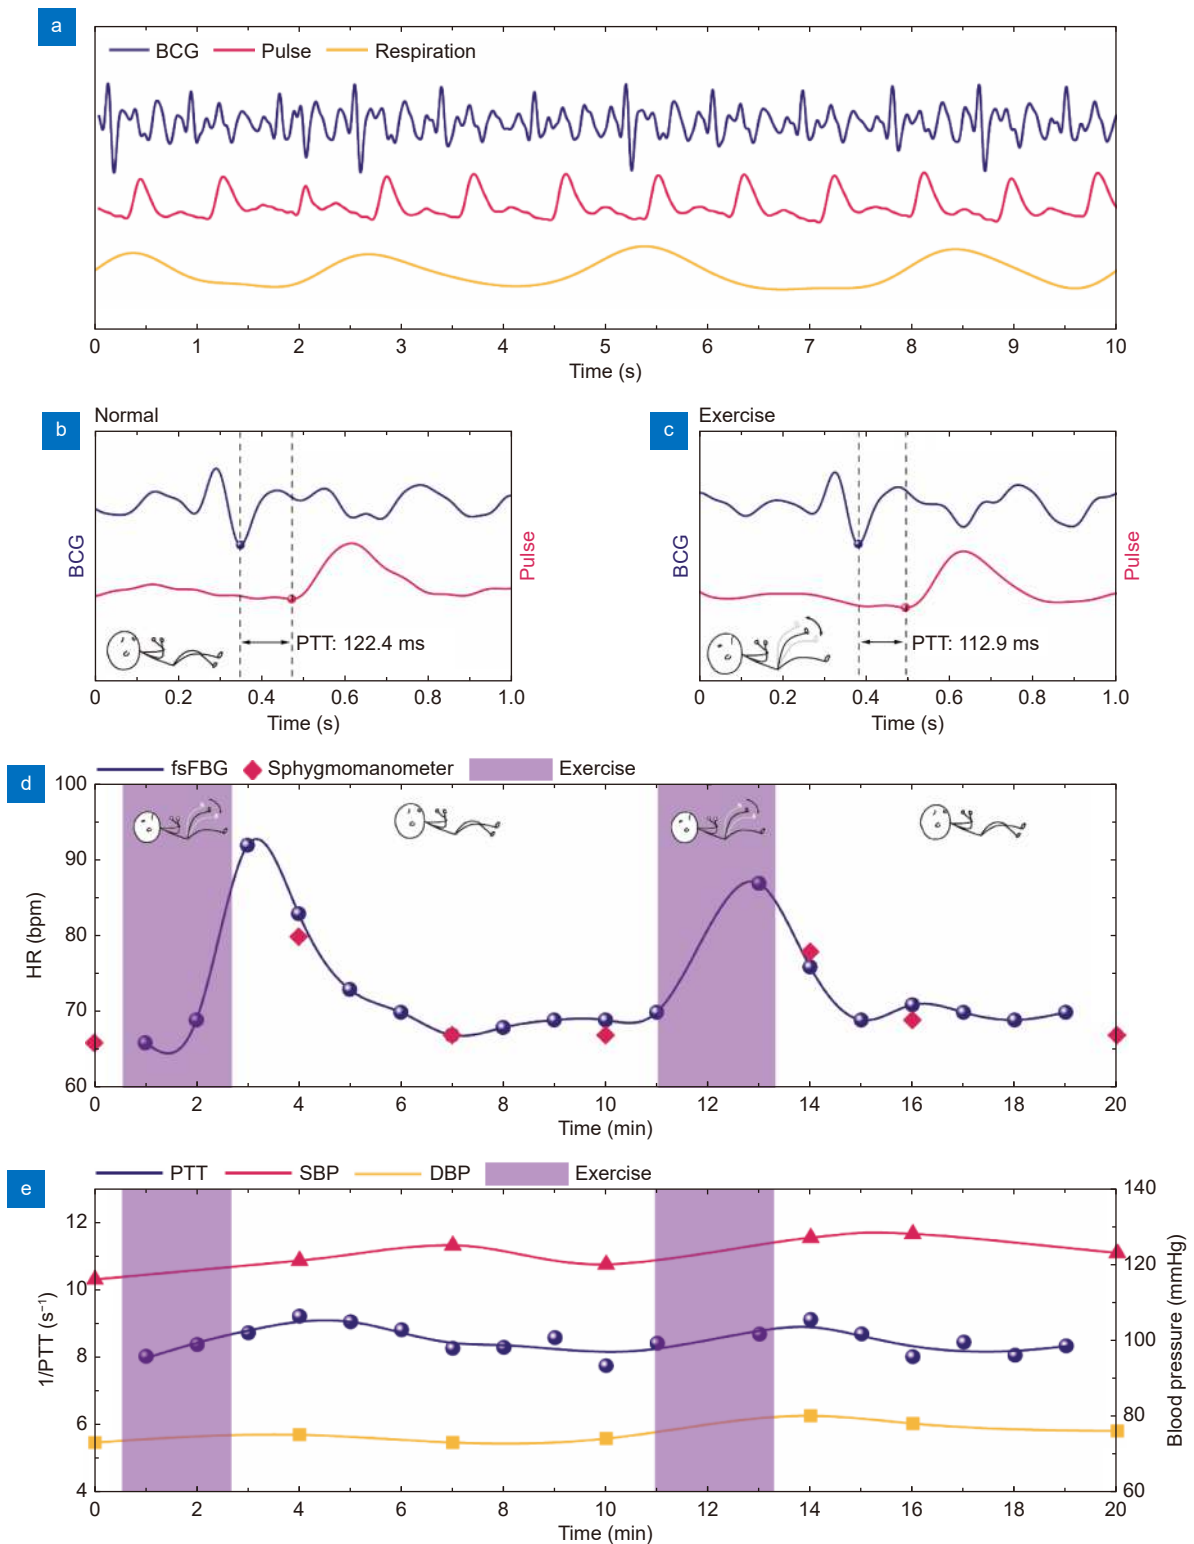 a
BCG Pulse Respiration
0 1 2 3 4 5 6 7 8 9 10
Time (s)
b Normal
BCG
Pulse
PTT: 122.4 ms
0 0.2 0.4 0.6 0.8 1.0
Time (s)
c Exercise
BCG
Pulse
PTT: 112.9 ms
0 0.2 0.4 0.6 0.8 1.0
Time (s)
d
fsFBG Sphygmomanometer Exercise
100
90
80
70
60
HR (bpm)
0 2 4 6 8 10 12 14 16 18 20
Time (min)
e
PTT SBP DBP Exercise
12
10
8
6
4
1/PTT (s⁻¹)
140
120
100
80
60
Blood pressure (mmHg)
0 2 4 6 8 10 12 14 16 18 20
Time (min)